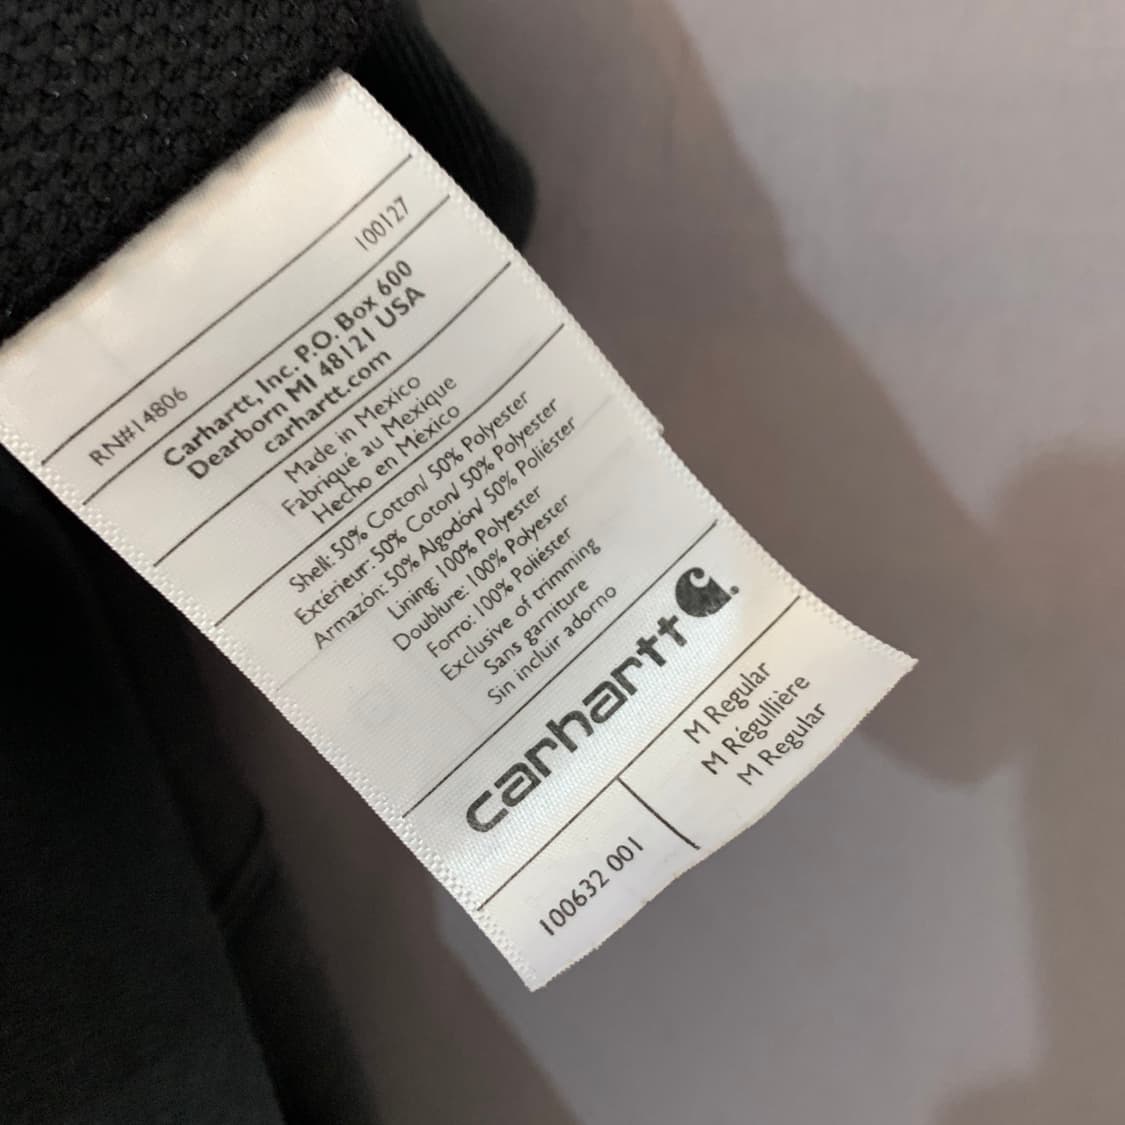 RN#14806 100127
Carhartt, Inc. P.O. Box 600
Dearborn MI 48121 USA
carhartt.com
Made in Mexico
Fabriqué au Mexique
Hecho en México
Shell: 50% Cotton/ 50% Polyester
Extérieur: 50% Coton/ 50% Polyester
Armazón: 50% Algodón/ 50% Poliéster
Lining: 100% Polyester
Doublure: 100% Polyester
Forro: 100% Poliéster
Exclusive of trimming
Sans garniture
Sin incluir adorno
carhartt
100632 001
M Regular
M Régullière
M Regular